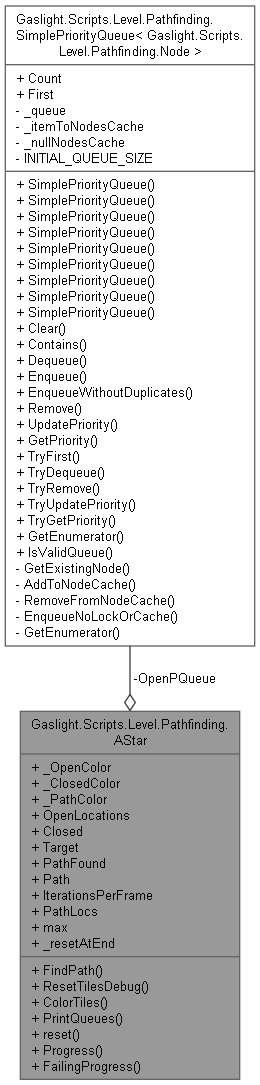 Gaslight.Scripts.Level.Pathfinding.
SimplePriorityQueue< Gaslight.Scripts.
Level.Pathfinding.Node >
+ Count
+ First
- _queue
- _itemToNodesCache
- _nullNodesCache
- INITIAL_QUEUE_SIZE
+ SimplePriorityQueue()
+ SimplePriorityQueue()
+ SimplePriorityQueue()
+ SimplePriorityQueue()
+ SimplePriorityQueue()
+ SimplePriorityQueue()
+ SimplePriorityQueue()
+ SimplePriorityQueue()
+ SimplePriorityQueue()
+ Clear()
+ Contains()
+ Dequeue()
+ Enqueue()
+ EnqueueWithoutDuplicates()
+ Remove()
+ UpdatePriority()
+ GetPriority()
+ TryFirst()
+ TryDequeue()
+ TryRemove()
+ TryUpdatePriority()
+ TryGetPriority()
+ GetEnumerator()
+ IsValidQueue()
- GetExistingNode()
- AddToNodeCache()
- RemoveFromNodeCache()
- EnqueueNoLockOrCache()
- GetEnumerator()
-OpenPQueue
Gaslight.Scripts.Level.Pathfinding.
AStar
+ _OpenColor
+ _ClosedColor
+ _PathColor
+ OpenLocations
+ Closed
+ Target
+ PathFound
+ Path
+ IterationsPerFrame
+ PathLocs
+ max
+ _resetAtEnd
+ FindPath()
+ ResetTilesDebug()
+ ColorTiles()
+ PrintQueues()
+ reset()
+ Progress()
+ FailingProgress()